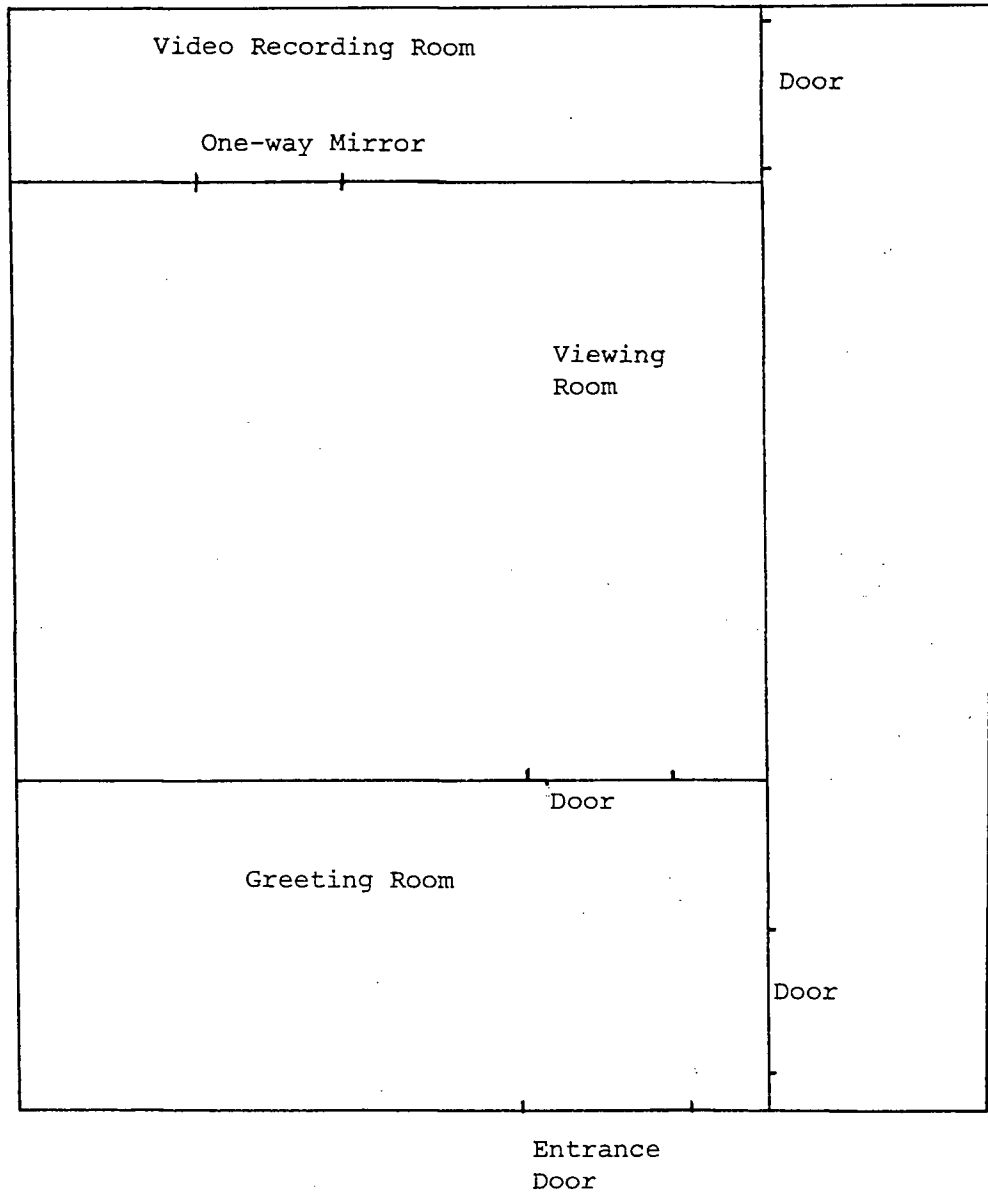 Video Recording Room
Door
One-way Mirror
Viewing
Room
Door
Greeting Room
Door
Entrance
Door